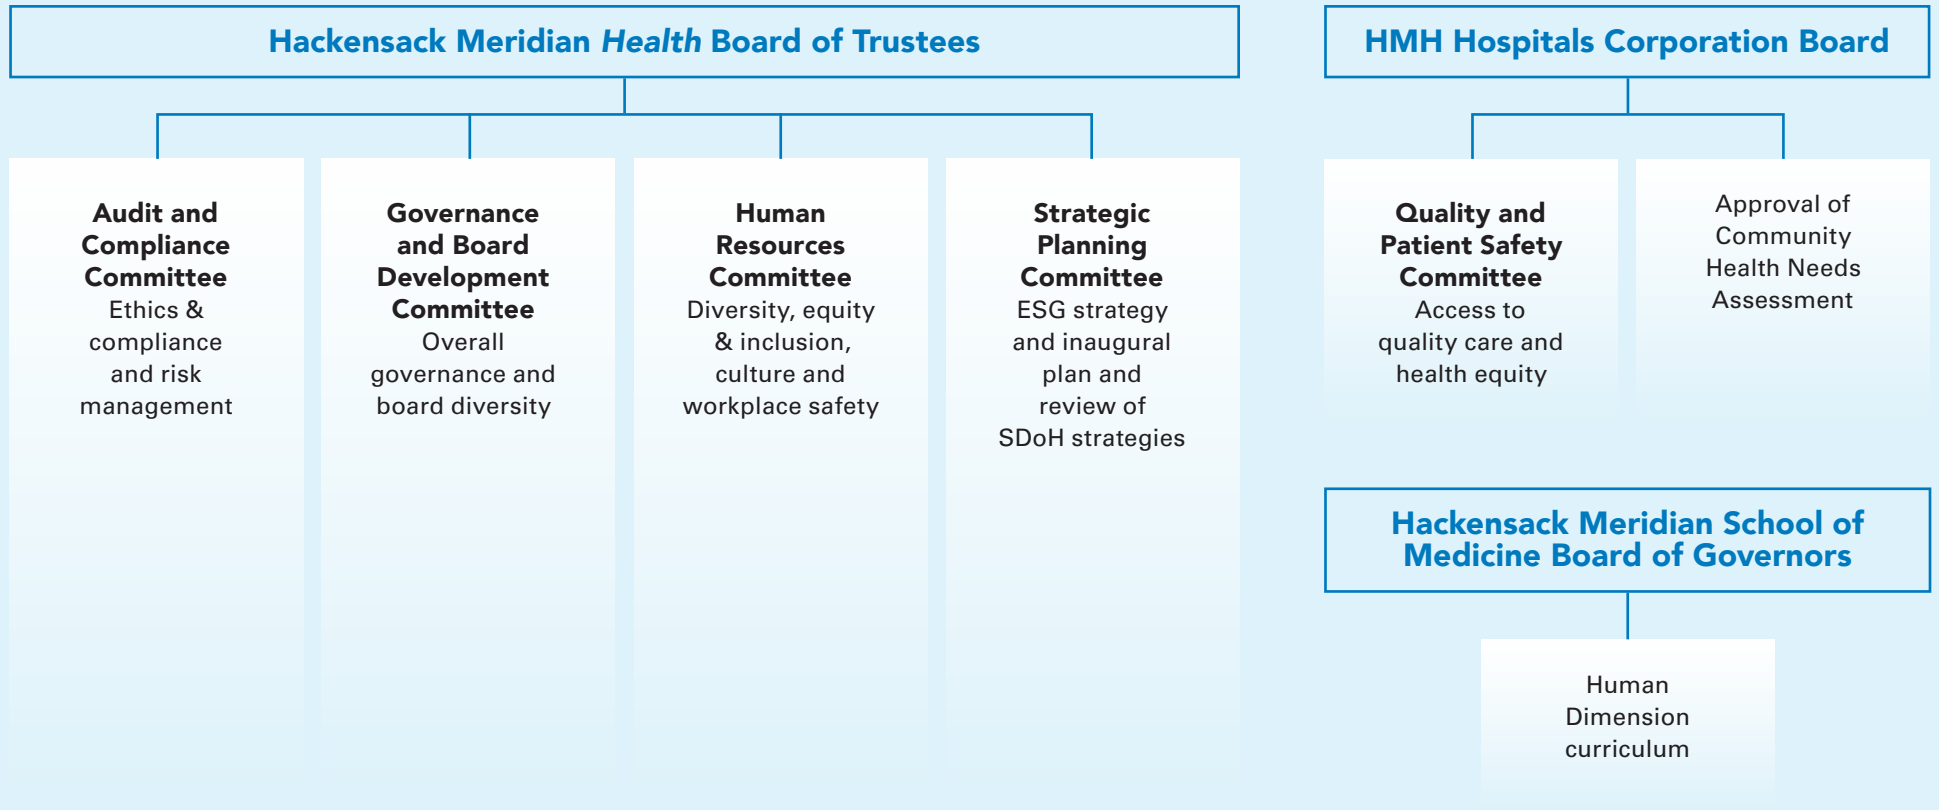 Hackensack Meridian Health Board of Trustees
Audit and
Compliance
Committee
Ethics &
compliance
and risk
management
Governance
and Board
Development
Committee
Overall
governance and
board diversity
Human
Resources
Committee
Diversity, equity
& inclusion,
culture and
workplace safety
Strategic
Planning
Committee
ESG strategy
and inaugural
plan and
review of
SDoH strategies
HMH Hospitals Corporation Board
Quality and
Patient Safety
Committee
Access to
quality care and
health equity
Approval of
Community
Health Needs
Assessment
Hackensack Meridian School of
Medicine Board of Governors
Human
Dimension
curriculum